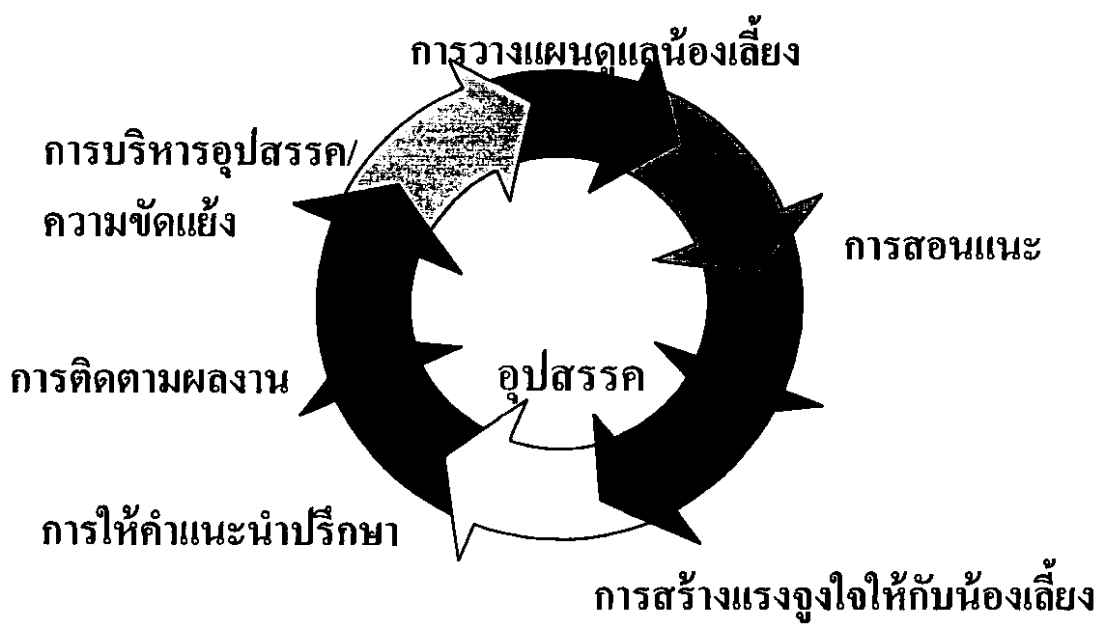 การวางแผนดูแลน้องเลี้ยง
การบริหารอุปสรรค/
ความขัดแย้ง
การสอนแนะ
การติดตามผลงาน
อุปสรรค
การให้คำแนะนำปรึกษา
การสร้างแรงจูงใจให้กับน้องเลี้ยง